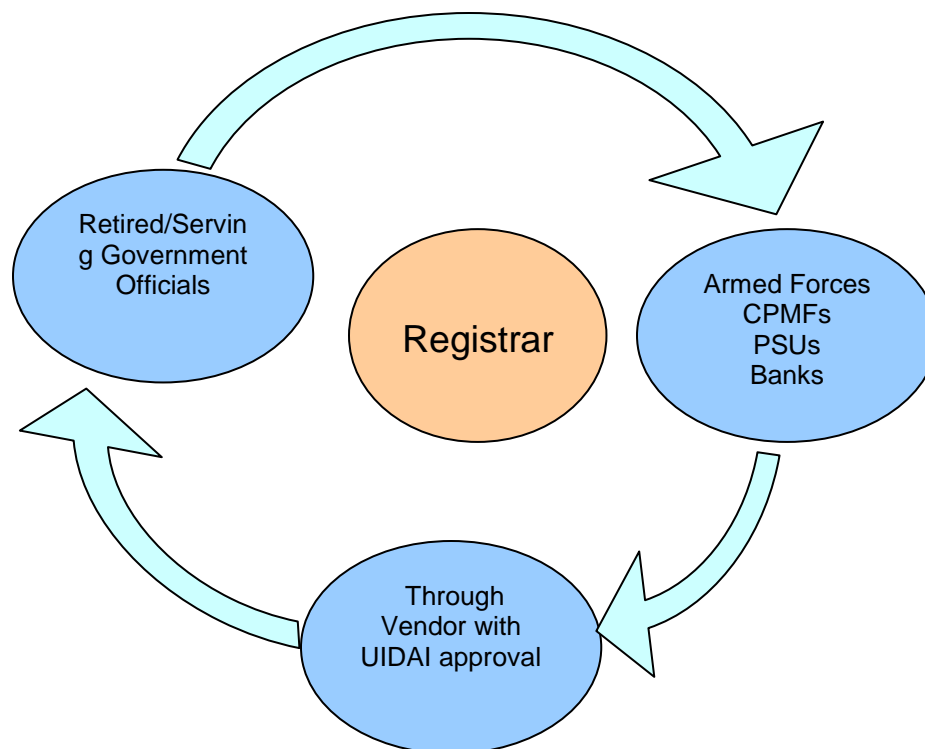 Retired/Servin
g Government
Officials
Registrar
Armed Forces
CPMFs
PSUs
Banks
Through
Vendor with
UIDAI approval